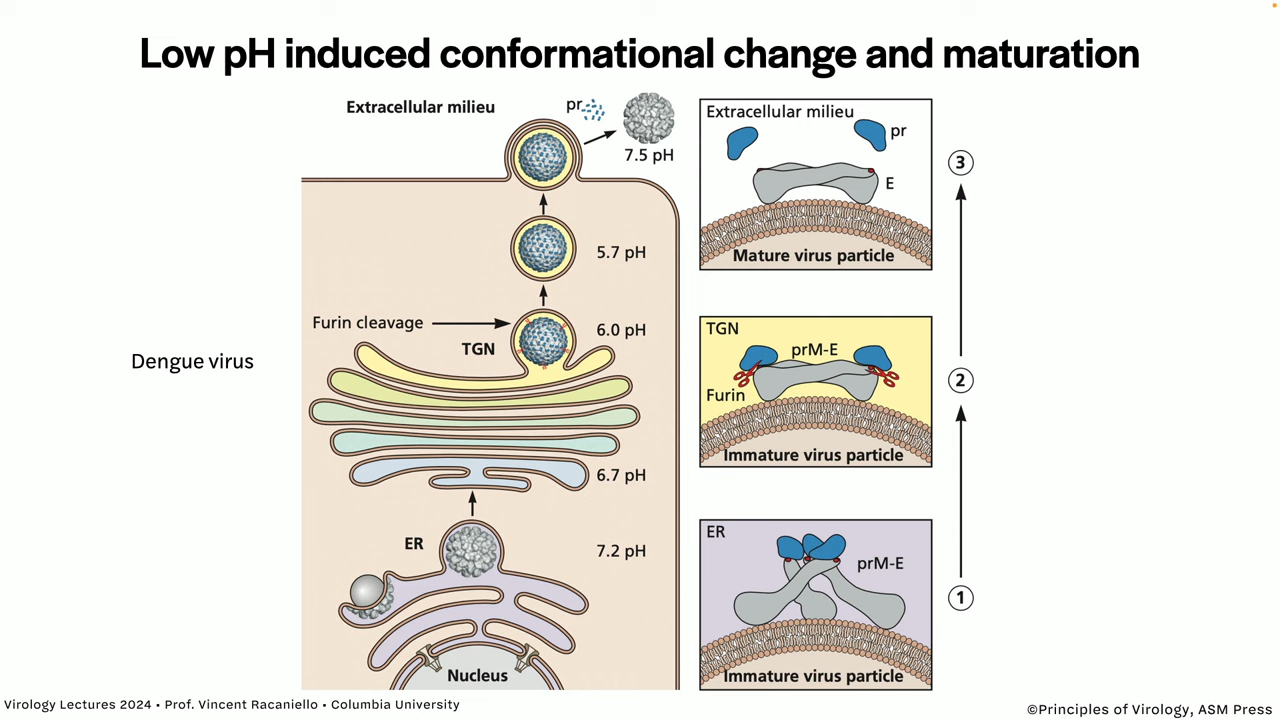 Low pH induced conformational change and maturation
Extracellular milieu
pr
7.5 pH
5.7 pH
Furin cleavage
6.0 pH
TGN
Dengue virus
6.7 pH
ER
7.2 pH
Nucleus
Extracellular milieu
pr
E
Mature virus particle
3
TGN
prM-E
Furin
Immature virus particle
2
ER
prM-E
Immature virus particle
1
Virology Lectures 2024 • Prof. Vincent Racaniello • Columbia University
©Principles of Virology, ASM Press